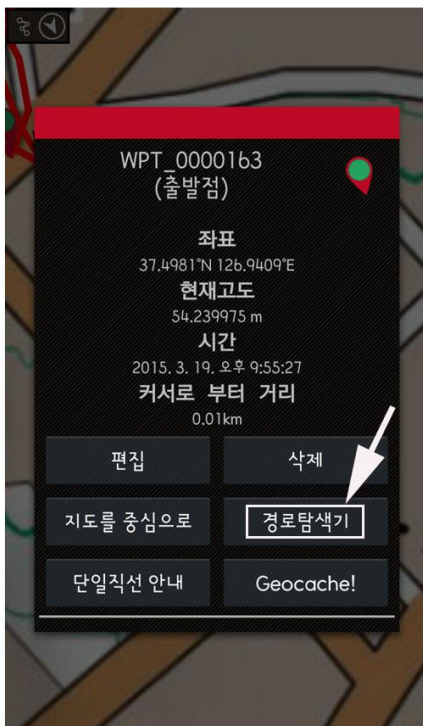 WPT_0000163
(출발점)
좌표
37.4981°N 126.9409°E
현재고도
54.239975 m
시간
2015. 3. 19. 오후 9:55:27
커서로 부터 거리
0.01km
편집 삭제
지도를 중심으로 경로탐색기
단일직선 안내 Geocache!